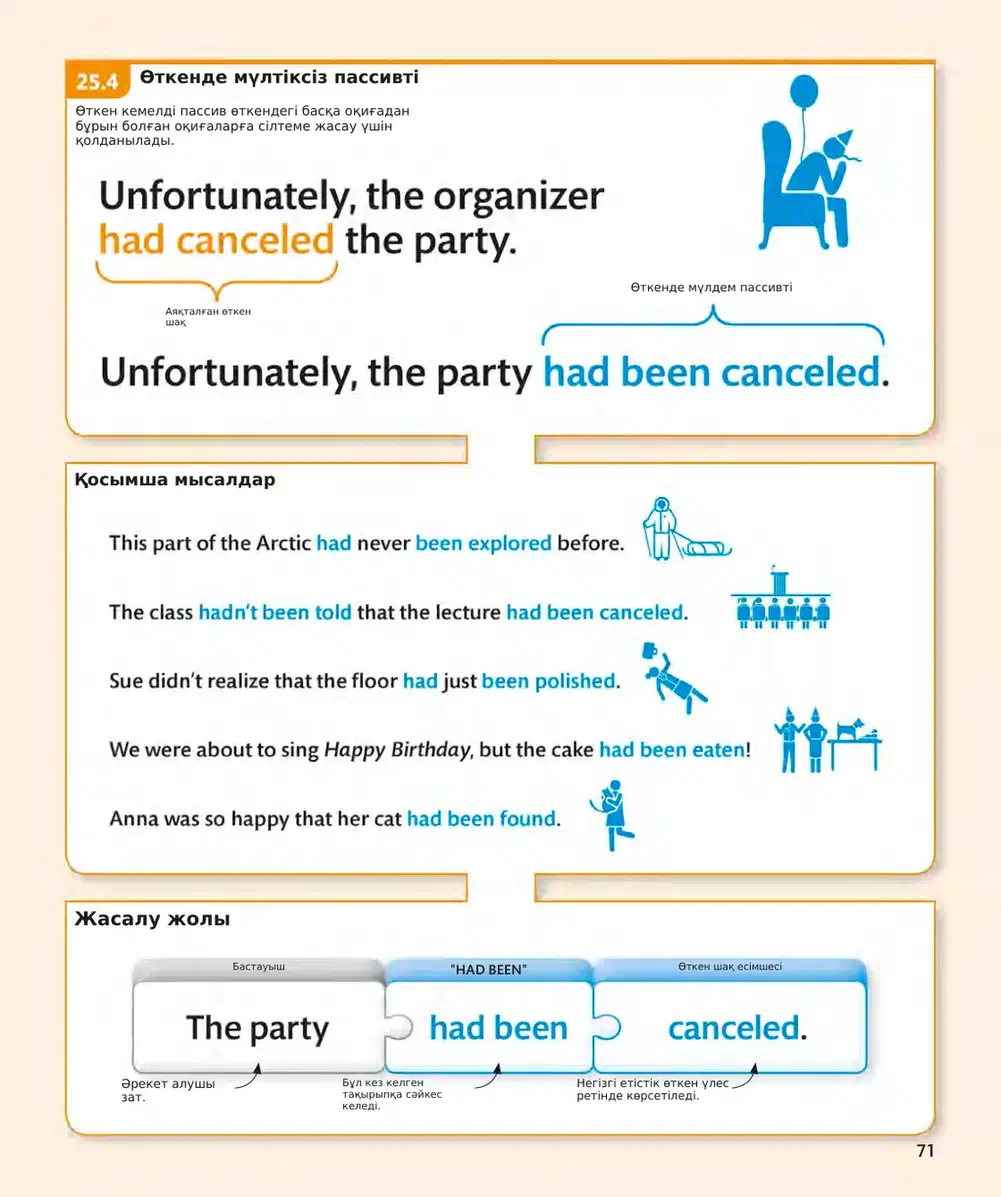 25.4 Өткенде мүлтіксіз пассивті
Өткен кемелді пассив өткендегі басқа оқиғадан
бұрын болған оқиғаларға сілтеме жасау үшін
қолданылады.
Unfortunately, the organizer
had canceled the party.
Аяқталған өткен
шақ
Өткенде мүлдем пассивті
Unfortunately, the party had been canceled.
Қосымша мысалдар
This part of the Arctic had never been explored before.
The class hadn't been told that the lecture had been canceled.
Sue didn't realize that the floor had just been polished.
We were about to sing Happy Birthday, but the cake had been eaten!
Anna was so happy that her cat had been found.
Жасалу жолы
Бастауыш
"HAD BEEN"
Өткен шақ есімшесі
The party
had been
canceled.
Әрекет алушы
зат.
Бұл кез келген
тақырыпқа сәйкес
келеді.
Негізгі етістік өткен үлес
ретінде көрсетіледі.
71